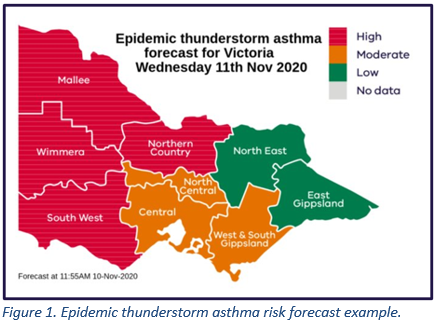 Epidemic thunderstorm asthma
forecast for Victoria
Wednesday 11th Nov 2020
High
Moderate
Low
No data
Mallee
Wimmera
Northern
Country
North East
North
Central
South West
Central
East
Gippsland
West & South
Gippsland
Forecast at 11:55AM 10-Nov-2020
Figure 1. Epidemic thunderstorm asthma risk forecast example.